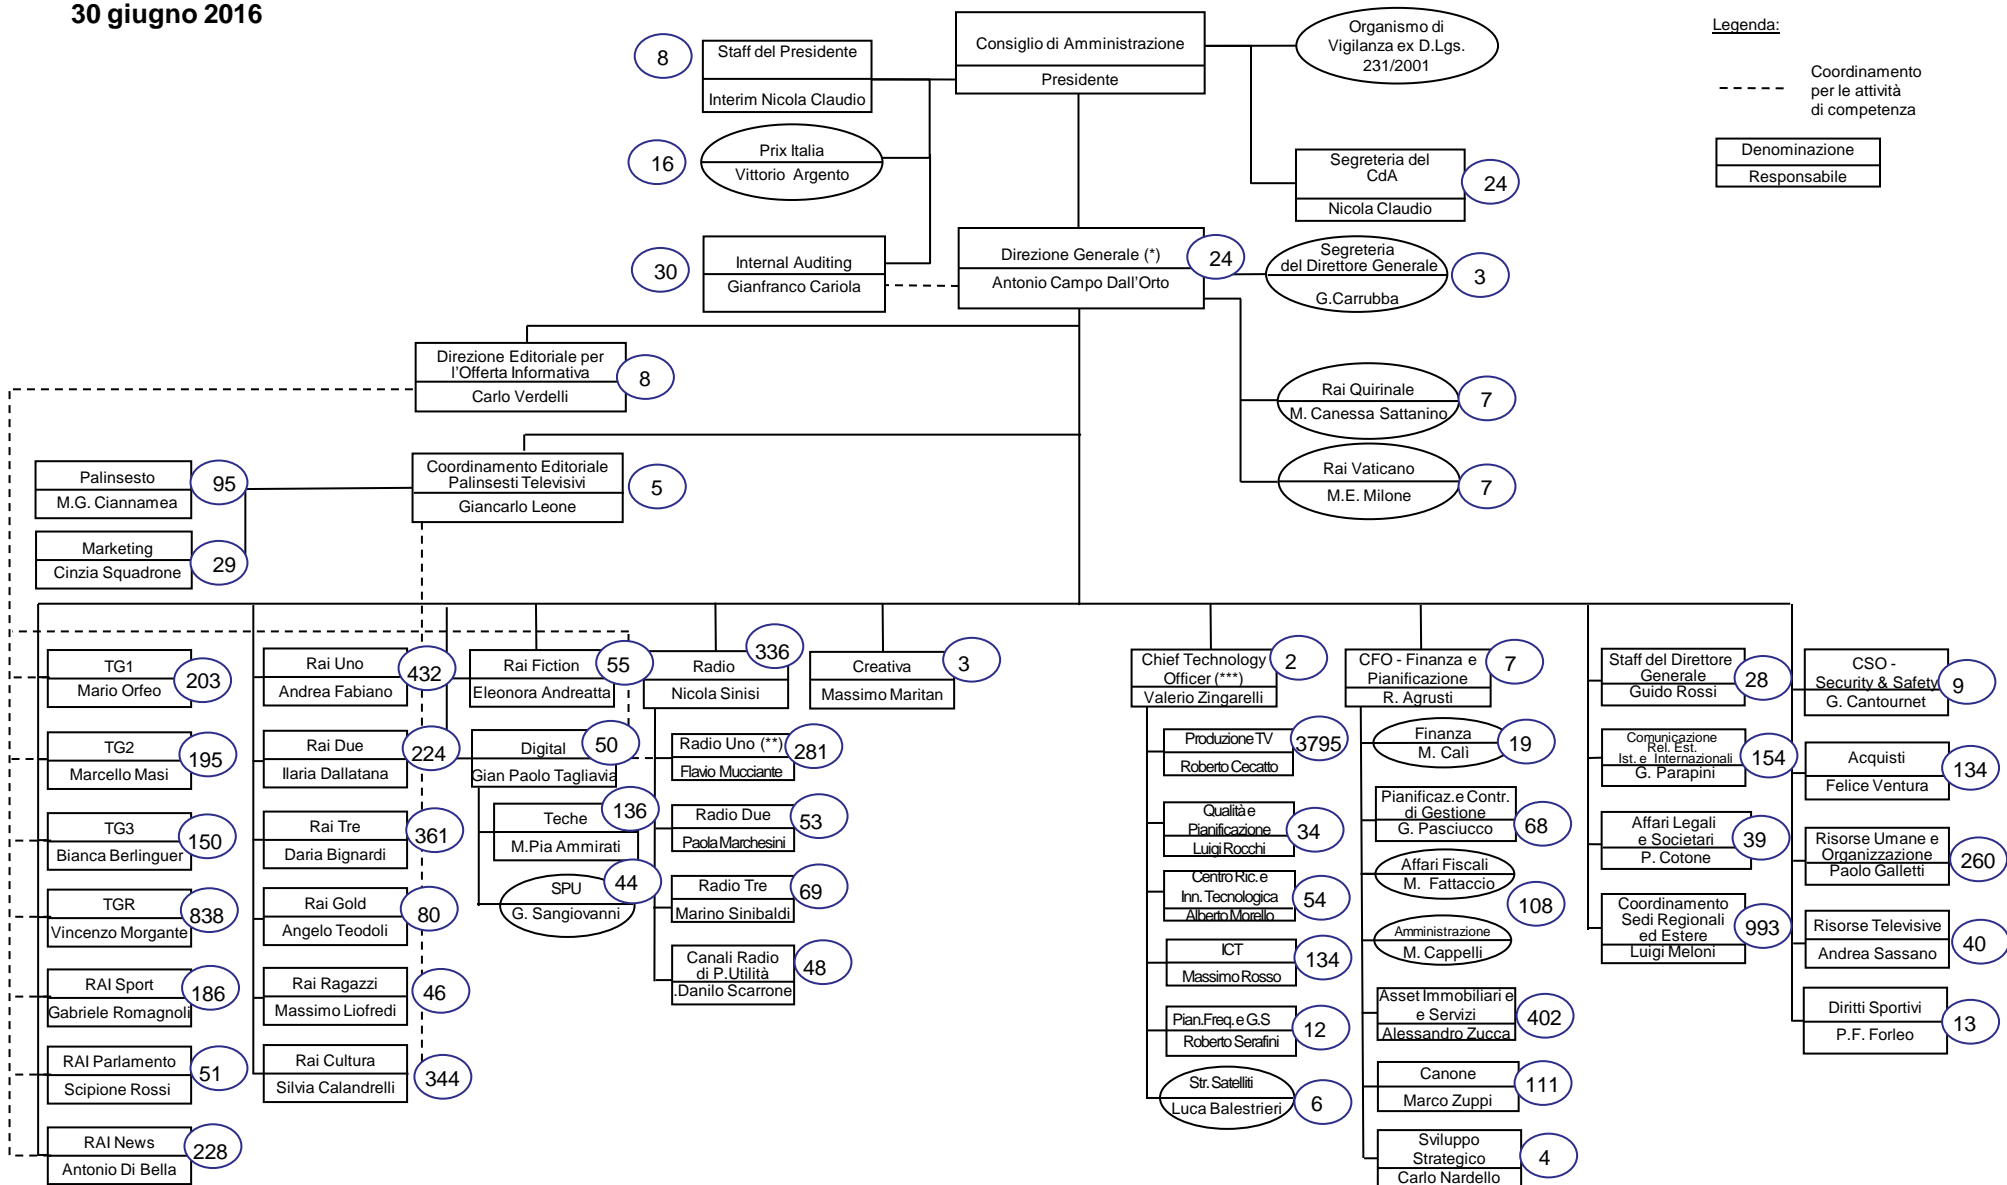 30 giugno 2016
8
Staff del Presidente
Interim Nicola Claudio
Consiglio di Amministrazione
Presidente
Organismo di
Vigilanza ex D.Lgs.
231/2001
Legenda:
Coordinamento
per le attività
di competenza
Denominazione
Responsabile
16
Prix Italia
Vittorio Argento
Segreteria del
CdA
Nicola Claudio
24
30
Internal Auditing
Gianfranco Cariola
Direzione Generale (*)
Antonio Campo Dall'Orto
24
Segreteria
del Direttore Generale
G.Carrubba
3
Direzione Editoriale per
l'Offerta Informativa
Carlo Verdelli
8
Rai Quirinale
M. Canessa Sattanino
7
Rai Vaticano
M.E. Milone
7
Palinsesto
M.G. Ciannamea
95
Coordinamento Editoriale
Palinsesti Televisivi
Giancarlo Leone
5
Marketing
Cinzia Squadrone
29
TG1
Mario Orfeo
203
TG2
Marcello Masi
195
TG3
Bianca Berlinguer
150
TGR
Vincenzo Morgante
838
RAI Sport
Gabriele Romagnoli
186
RAI Parlamento
Scipione Rossi
51
RAI News
Antonio Di Bella
228
Rai Uno
Andrea Fabiano
432
Rai Due
Ilaria Dallatana
224
Rai Tre
Daria Bignardi
361
Rai Gold
Angelo Teodoli
80
Rai Ragazzi
Massimo Liofredi
46
Rai Cultura
Silvia Calandrelli
344
Rai Fiction
Eleonora Andreatta
55
Digital
Gian Paolo Tagliavia
50
Teche
M.Pia Ammirati
136
SPU
G. Sangiovanni
44
Radio
Nicola Sinisi
336
Radio Uno (**)
Flavio Mucciante
281
Radio Due
Paola Marchesini
53
Radio Tre
Marino Sinibaldi
69
Canali Radio
di P.Utilità
.Danilo Scarrone
48
Creativa
Massimo Maritan
3
Chief Technology
Officer (***)
Valerio Zingarelli
2
Produzione TV
Roberto Cecatto
3795
Qualità e
Pianificazione
Luigi Rocchi
34
Centro Ric. e
Inn. Tecnologica
Alberto Morello
54
ICT
Massimo Rosso
134
Pian.Freq. e G.S
Roberto Serafini
12
Str. Satelliti
Luca Balestrieri
6
CFO - Finanza e
Pianificazione
R. Agrusti
7
Finanza
M. Calì
19
Pianificaz.e Contr.
di Gestione
G. Pasciucco
68
Affari Fiscali
M. Fattaccio
108
Amministrazione
M. Cappelli
Asset Immobiliari e
e Servizi
Alessandro Zucca
402
Canone
Marco Zuppi
111
Sviluppo
Strategico
Carlo Nardello
4
Staff del Direttore
Generale
Guido Rossi
28
Comunicazione
Rel. Est.
Ist. e Internazionali
G. Parapini
154
Affari Legali
e Societari
P. Cotone
39
Coordinamento
Sedi Regionali
ed Estere
Luigi Meloni
993
CSO -
Security & Safety
G. Cantournet
9
Acquisti
Felice Ventura
134
Risorse Umane e
Organizzazione
Paolo Galletti
260
Risorse Televisive
Andrea Sassano
40
Diritti Sportivi
P.F. Forleo
13